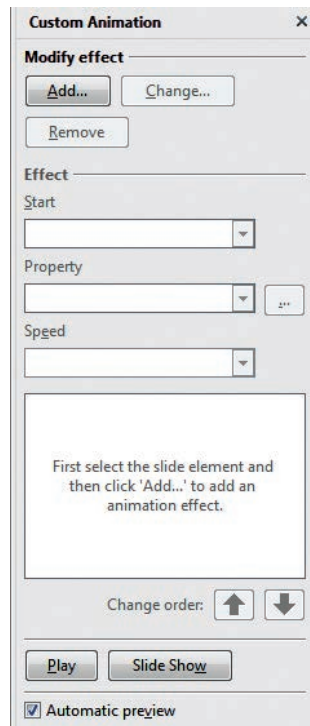 Custom Animation
Modify effect
Add...
Change...
Remove
Effect
Start
Property
...
Speed
First select the slide element and
then click 'Add...' to add an
animation effect.
Change order:
Play
Slide Show
Automatic preview